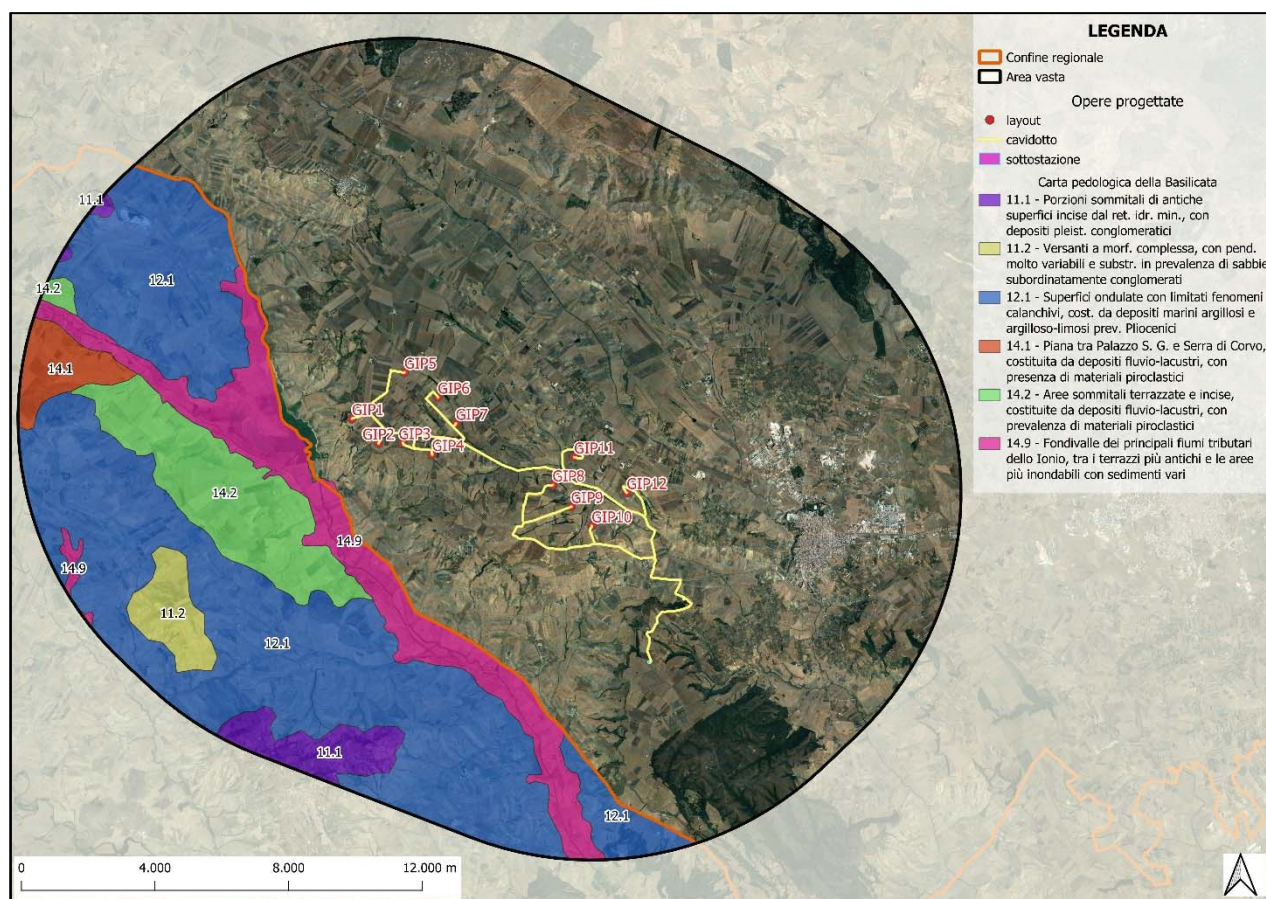 LEGENDA
Confine regionale
Area vasta
Opere progettate
layout
cavidotto
sottostazione
Carta pedologica della Basilicata
11.1 - Porzioni sommitali di antiche
superfici incise dal ret. idr. min., con
depositi pleist. conglomeratici
11.2 - Versanti a morf. complessa, con pend.
molto variabili e substr. in prevalenza di sabbie
subordinatamente conglomerati
12.1 - Superfici ondulate con limitati fenomeni
calanchivi, cost. da depositi marini argillosi e
argilloso-limosi prev. Pliocenici
14.1 - Piana tra Palazzo S. G. e Serra di Corvo,
costituita da depositi fluvio-lacustri, con
presenza di materiali piroclastici
14.2 - Aree sommitali terrazzate e incise,
costituite da depositi fluvio-lacustri, con
prevalenza di materiali piroclastici
14.9 - Fondivalle dei principali fiumi tributari
dello Ionio, tra i terrazzi più antichi e le aree
più inondabili con sedimenti vari
11.1
12.1
14.2
14.1
GIP5
GIP6
GIP1
GIP7
GIP2
GIP3
GIP4
GIP11
GIP8
GIP12
GIP9
GIP10
14.2
14.9
14.9
11.2
12.1
11.1
12.1
0
4.000
8.000
12.000 m